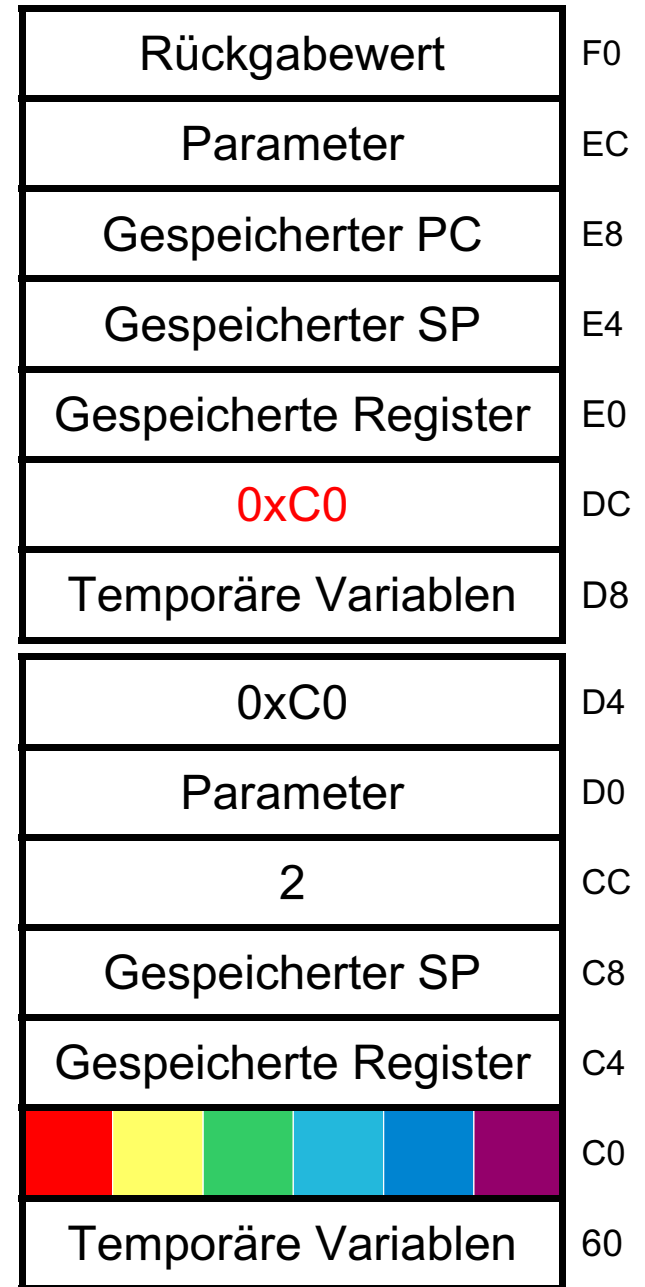 Rückgabewert F0
Parameter EC
Gespeicherter PC E8
Gespeicherter SP E4
Gespeicherte Register E0
0xC0 DC
Temporäre Variablen D8
0xC0 D4
Parameter D0
2 CC
Gespeicherter SP C8
Gespeicherte Register C4
C0
Temporäre Variablen 60